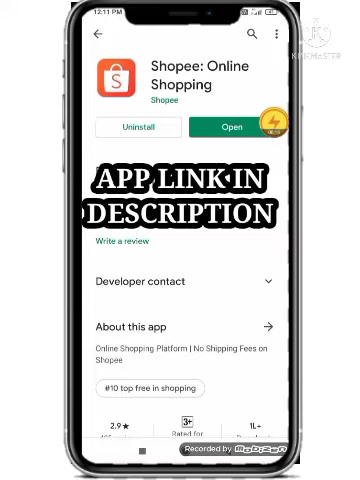 12:11 PM
KINEMASTER
Shopee: Online
Shopping
Shopee
Uninstall
Open
APP LINK IN
DESCRIPTION
Write a review
Developer contact
About this app
Online Shopping Platform | No Shipping Fees on
Shopee
#10 top free in shopping
2.9★
3+
1L+
Rated for
Recorded by mobizen